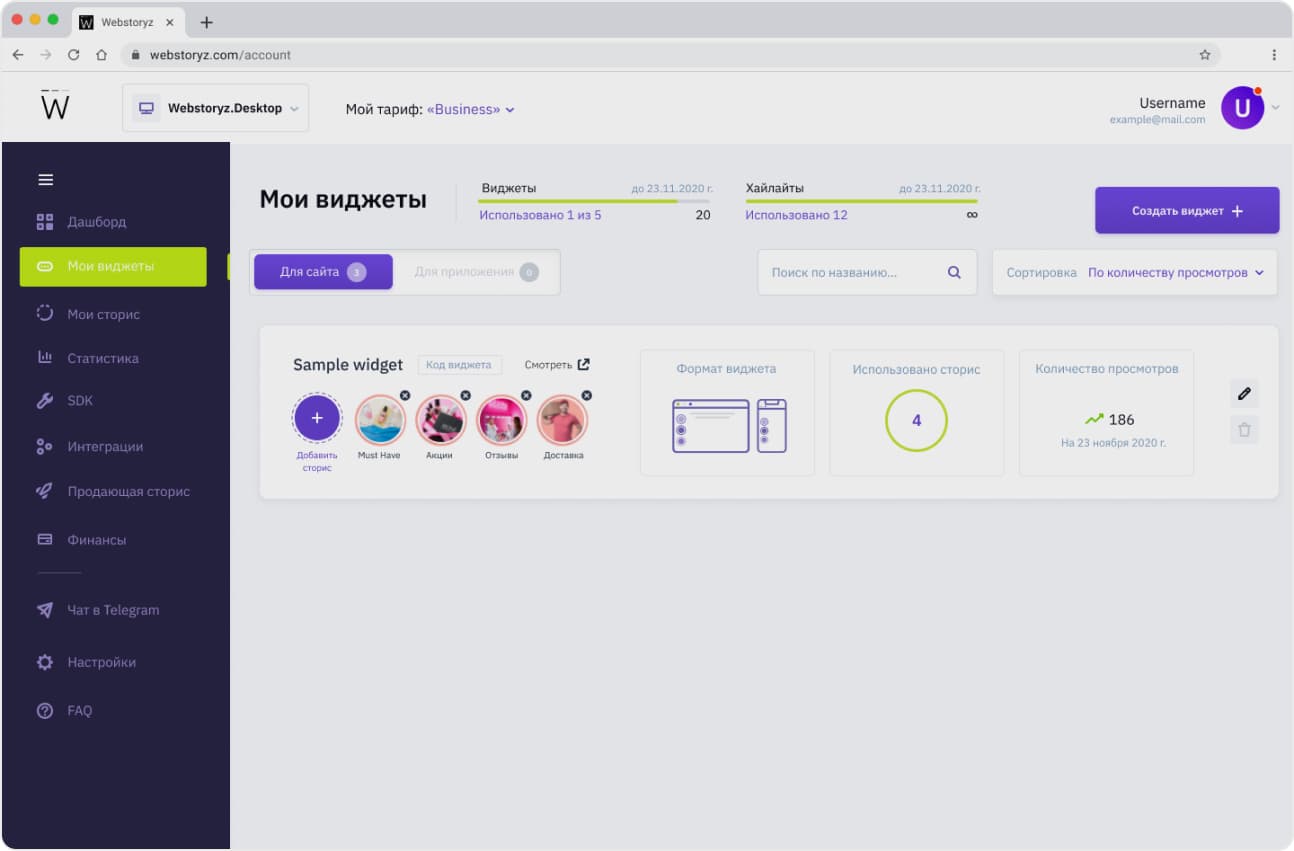 Webstoryz
webstoryz.com/account
W
Webstoryz.Desktop
Мой тариф: «Business»
Username
example@mail.com
U
Дашборд
Мои виджеты
Мои сторис
Статистика
SDK
Интеграции
Продающая сторис
Финансы
Чат в Telegram
Настройки
FAQ
Мои виджеты
Виджеты до 23.11.2020 г.
Использовано 1 из 5 20
Хайлайты до 23.11.2020 г.
Использовано 12 ∞
Создать виджет +
Для сайта 3
Для приложения 0
Поиск по названию...
Сортировка По количеству просмотров
Sample widget Код виджета Смотреть
Добавить
сторис
Must Have
Акции
Отзывы
Доставка
Формат виджета
Использовано сторис
4
Количество просмотров
186
На 23 ноября 2020 г.